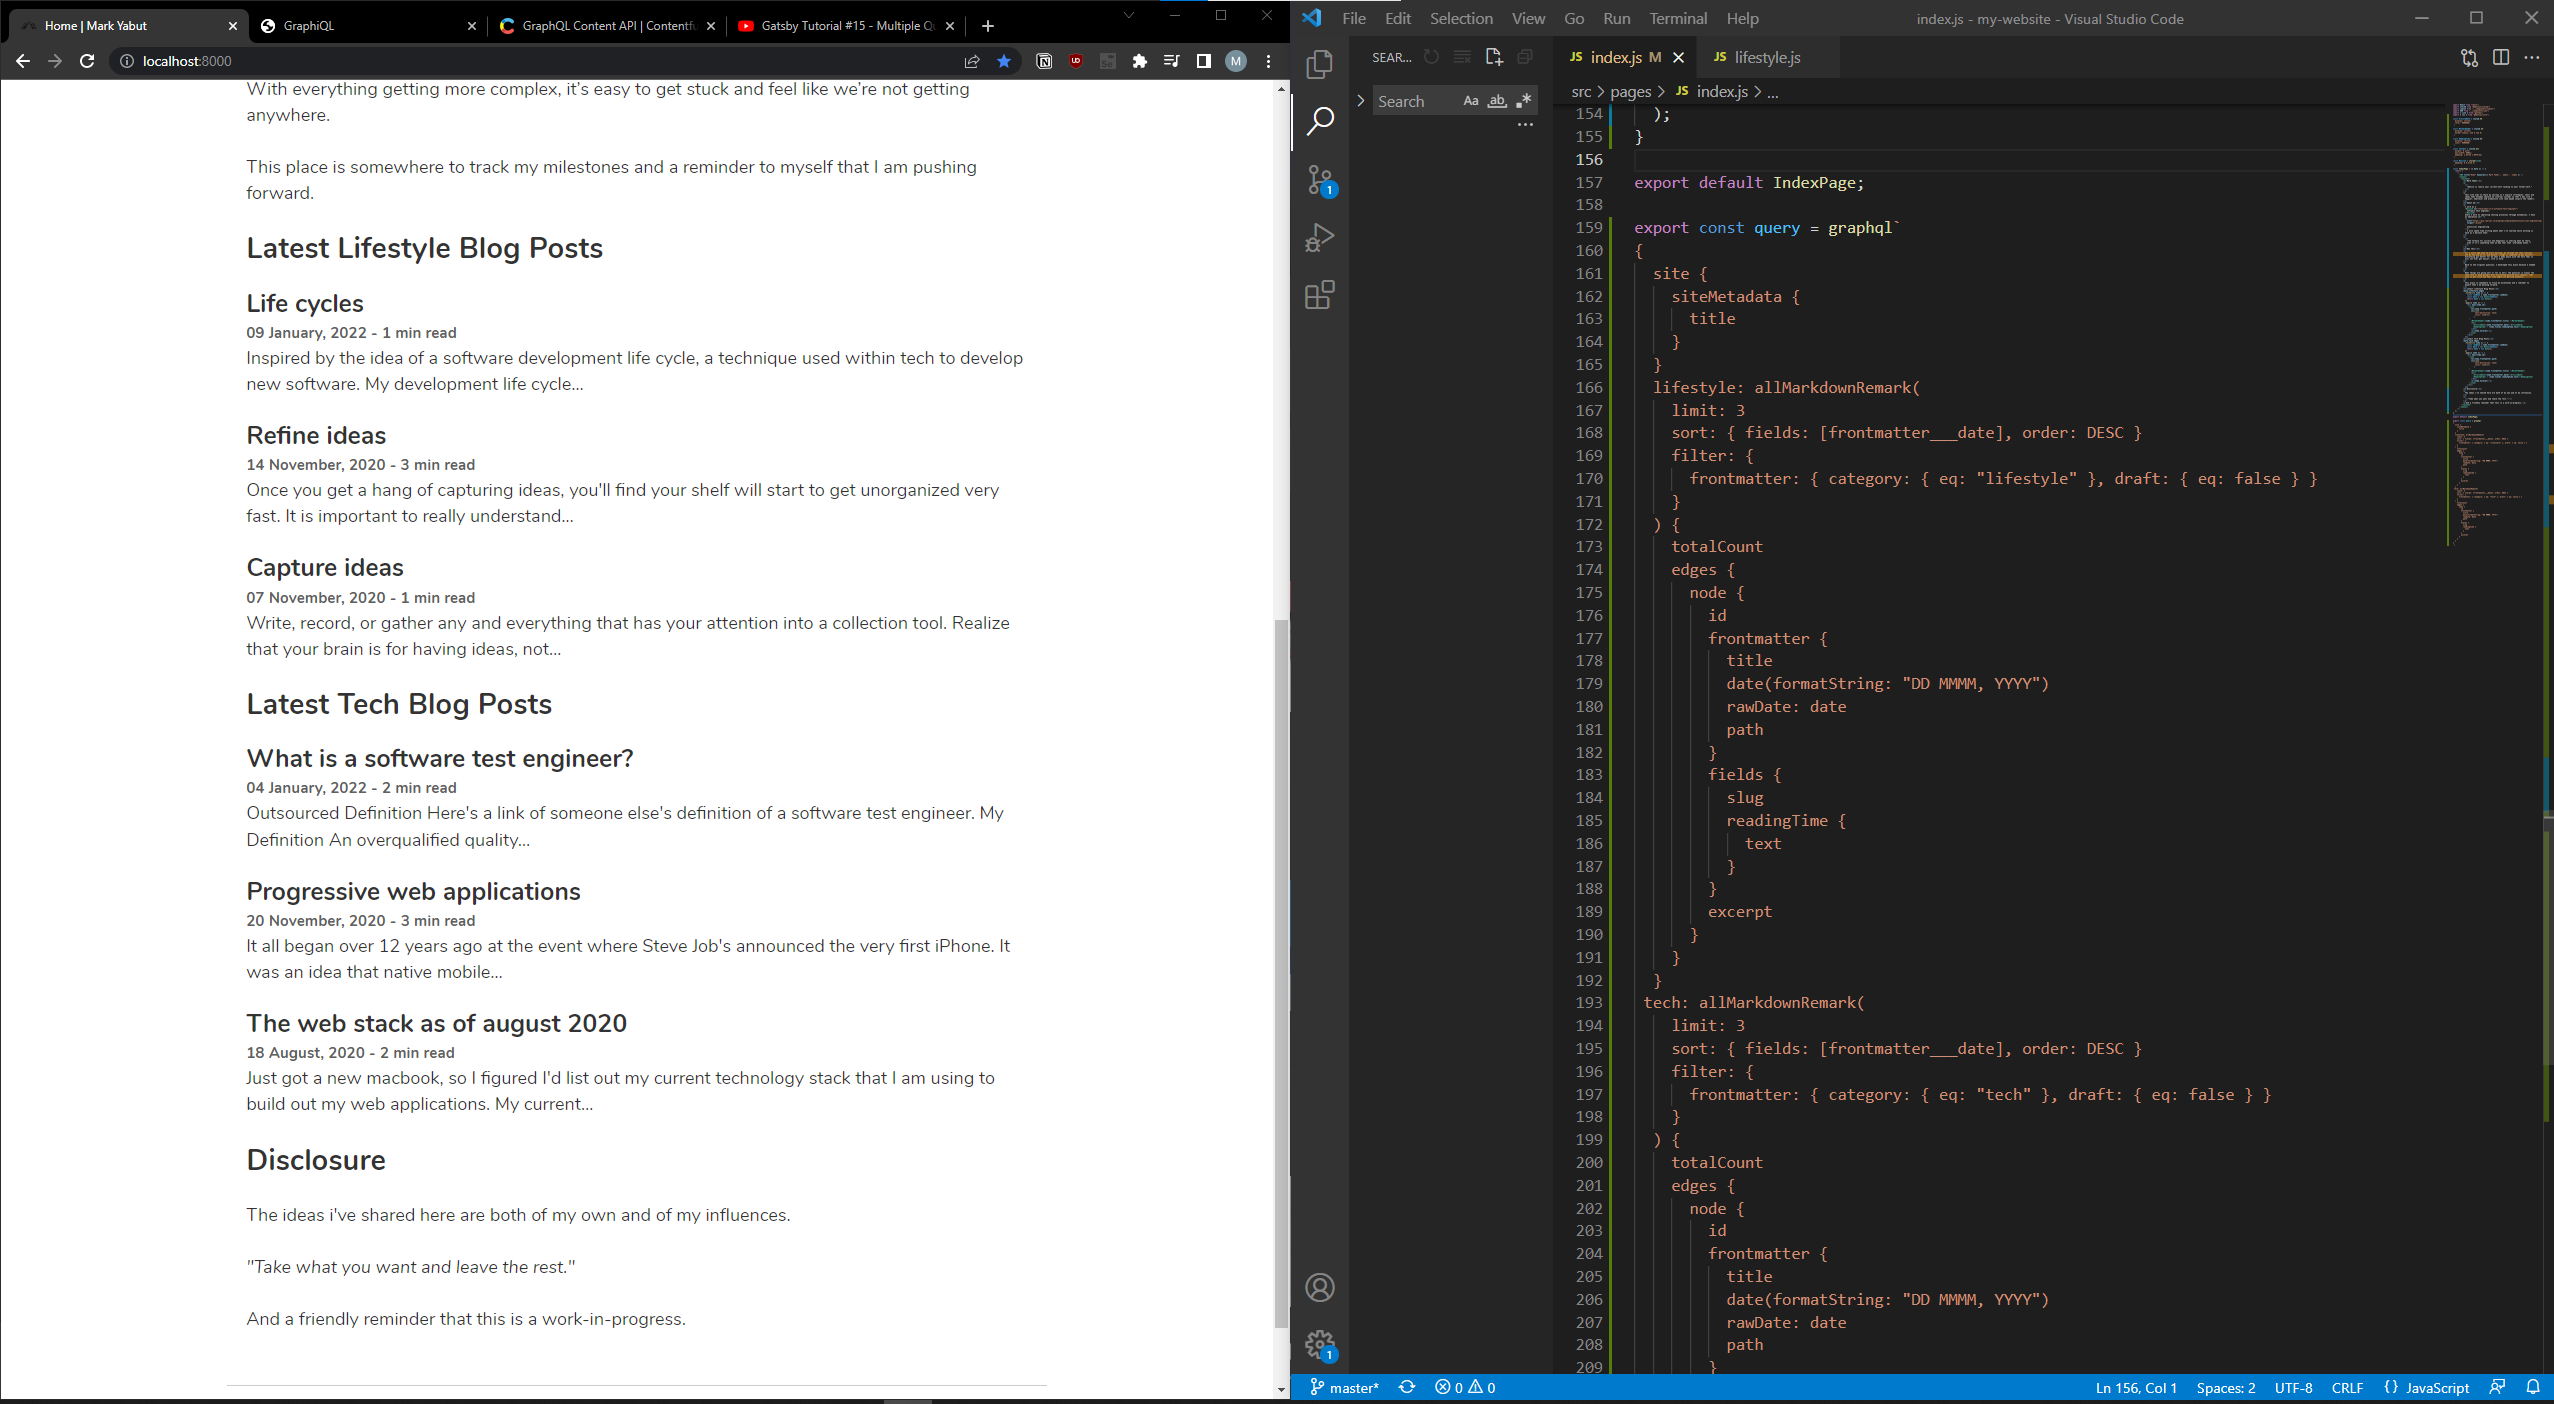 Home | Mark Yabut
GraphiQL
GraphQL Content API | Contentfu
Gatsby Tutorial #15 - Multiple Qu
localhost:8000
M
With everything getting more complex, it's easy to get stuck and feel like we're not getting
anywhere.
This place is somewhere to track my milestones and a reminder to myself that I am pushing
forward.
Latest Lifestyle Blog Posts
Life cycles
09 January, 2022 - 1 min read
Inspired by the idea of a software development life cycle, a technique used within tech to develop
new software. My development life cycle...
Refine ideas
14 November, 2020 - 3 min read
Once you get a hang of capturing ideas, you'll find your shelf will start to get unorganized very
fast. It is important to really understand...
Capture ideas
07 November, 2020 - 1 min read
Write, record, or gather any and everything that has your attention into a collection tool. Realize
that your brain is for having ideas, not...
Latest Tech Blog Posts
What is a software test engineer?
04 January, 2022 - 2 min read
Outsourced Definition Here's a link of someone else's definition of a software test engineer. My
Definition An overqualified quality...
Progressive web applications
20 November, 2020 - 3 min read
It all began over 12 years ago at the event where Steve Job's announced the very first iPhone. It
was an idea that native mobile...
The web stack as of august 2020
18 August, 2020 - 2 min read
Just got a new macbook, so I figured I'd list out my current technology stack that I am using to
build out my web applications. My current...
Disclosure
The ideas i've shared here are both of my own and of my influences.
"Take what you want and leave the rest."
And a friendly reminder that this is a work-in-progress.
File Edit Selection View Go Run Terminal Help
index.js - my-website - Visual Studio Code
SEAR...
Search Aa ab
JS index.js M
JS lifestyle.js
src > pages > JS index.js > ...
154 );
155 }
156
157 export default IndexPage;
158
159 export const query = graphql`
160 {
161 site {
162 siteMetadata {
163 title
164 }
165 }
166 lifestyle: allMarkdownRemark(
167 limit: 3
168 sort: { fields: [frontmatter___date], order: DESC }
169 filter: {
170 frontmatter: { category: { eq: "lifestyle" }, draft: { eq: false } }
171 }
172 ) {
173 totalCount
174 edges {
175 node {
176 id
177 frontmatter {
178 title
179 date(formatString: "DD MMMM, YYYY")
180 rawDate: date
181 path
182 }
183 fields {
184 slug
185 readingTime {
186 text
187 }
188 }
189 excerpt
190 }
191 }
192 }
193 tech: allMarkdownRemark(
194 limit: 3
195 sort: { fields: [frontmatter___date], order: DESC }
196 filter: {
197 frontmatter: { category: { eq: "tech" }, draft: { eq: false } }
198 }
199 ) {
200 totalCount
201 edges {
202 node {
203 id
204 frontmatter {
205 title
206 date(formatString: "DD MMMM, YYYY")
207 rawDate: date
208 path
209 }
1
1
master* 0 0
Ln 156, Col 1 Spaces: 2 UTF-8 CRLF {} JavaScript